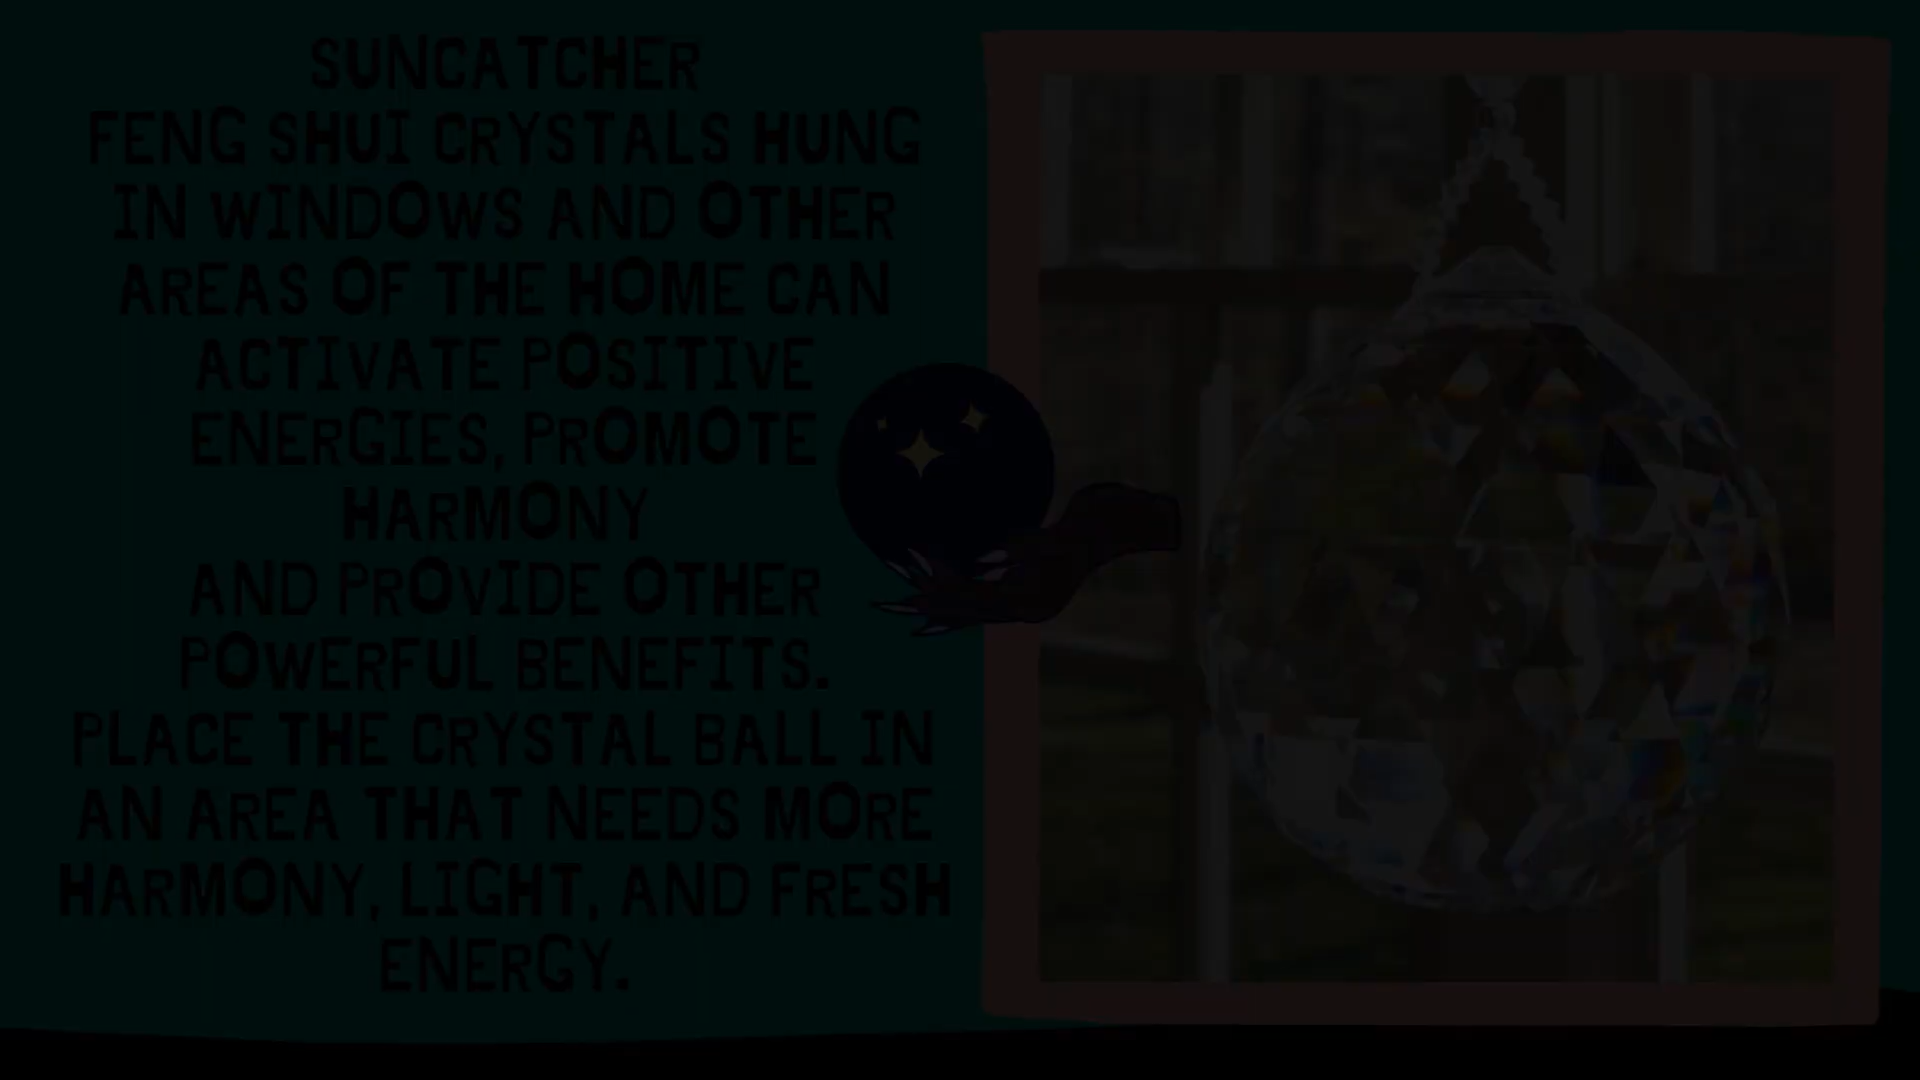 SUNCATCHER
FENG SHUI CRYSTALS HUNG
IN WINDOWS AND OTHER
AREAS OF THE HOME CAN
ACTIVATE POSITIVE
ENERGIES, PROMOTE
HARMONY
AND PROVIDE OTHER
POWERFUL BENEFITS.
PLACE THE CRYSTAL BALL IN
AN AREA THAT NEEDS MORE
HARMONY, LIGHT, AND FRESH
ENERGY.